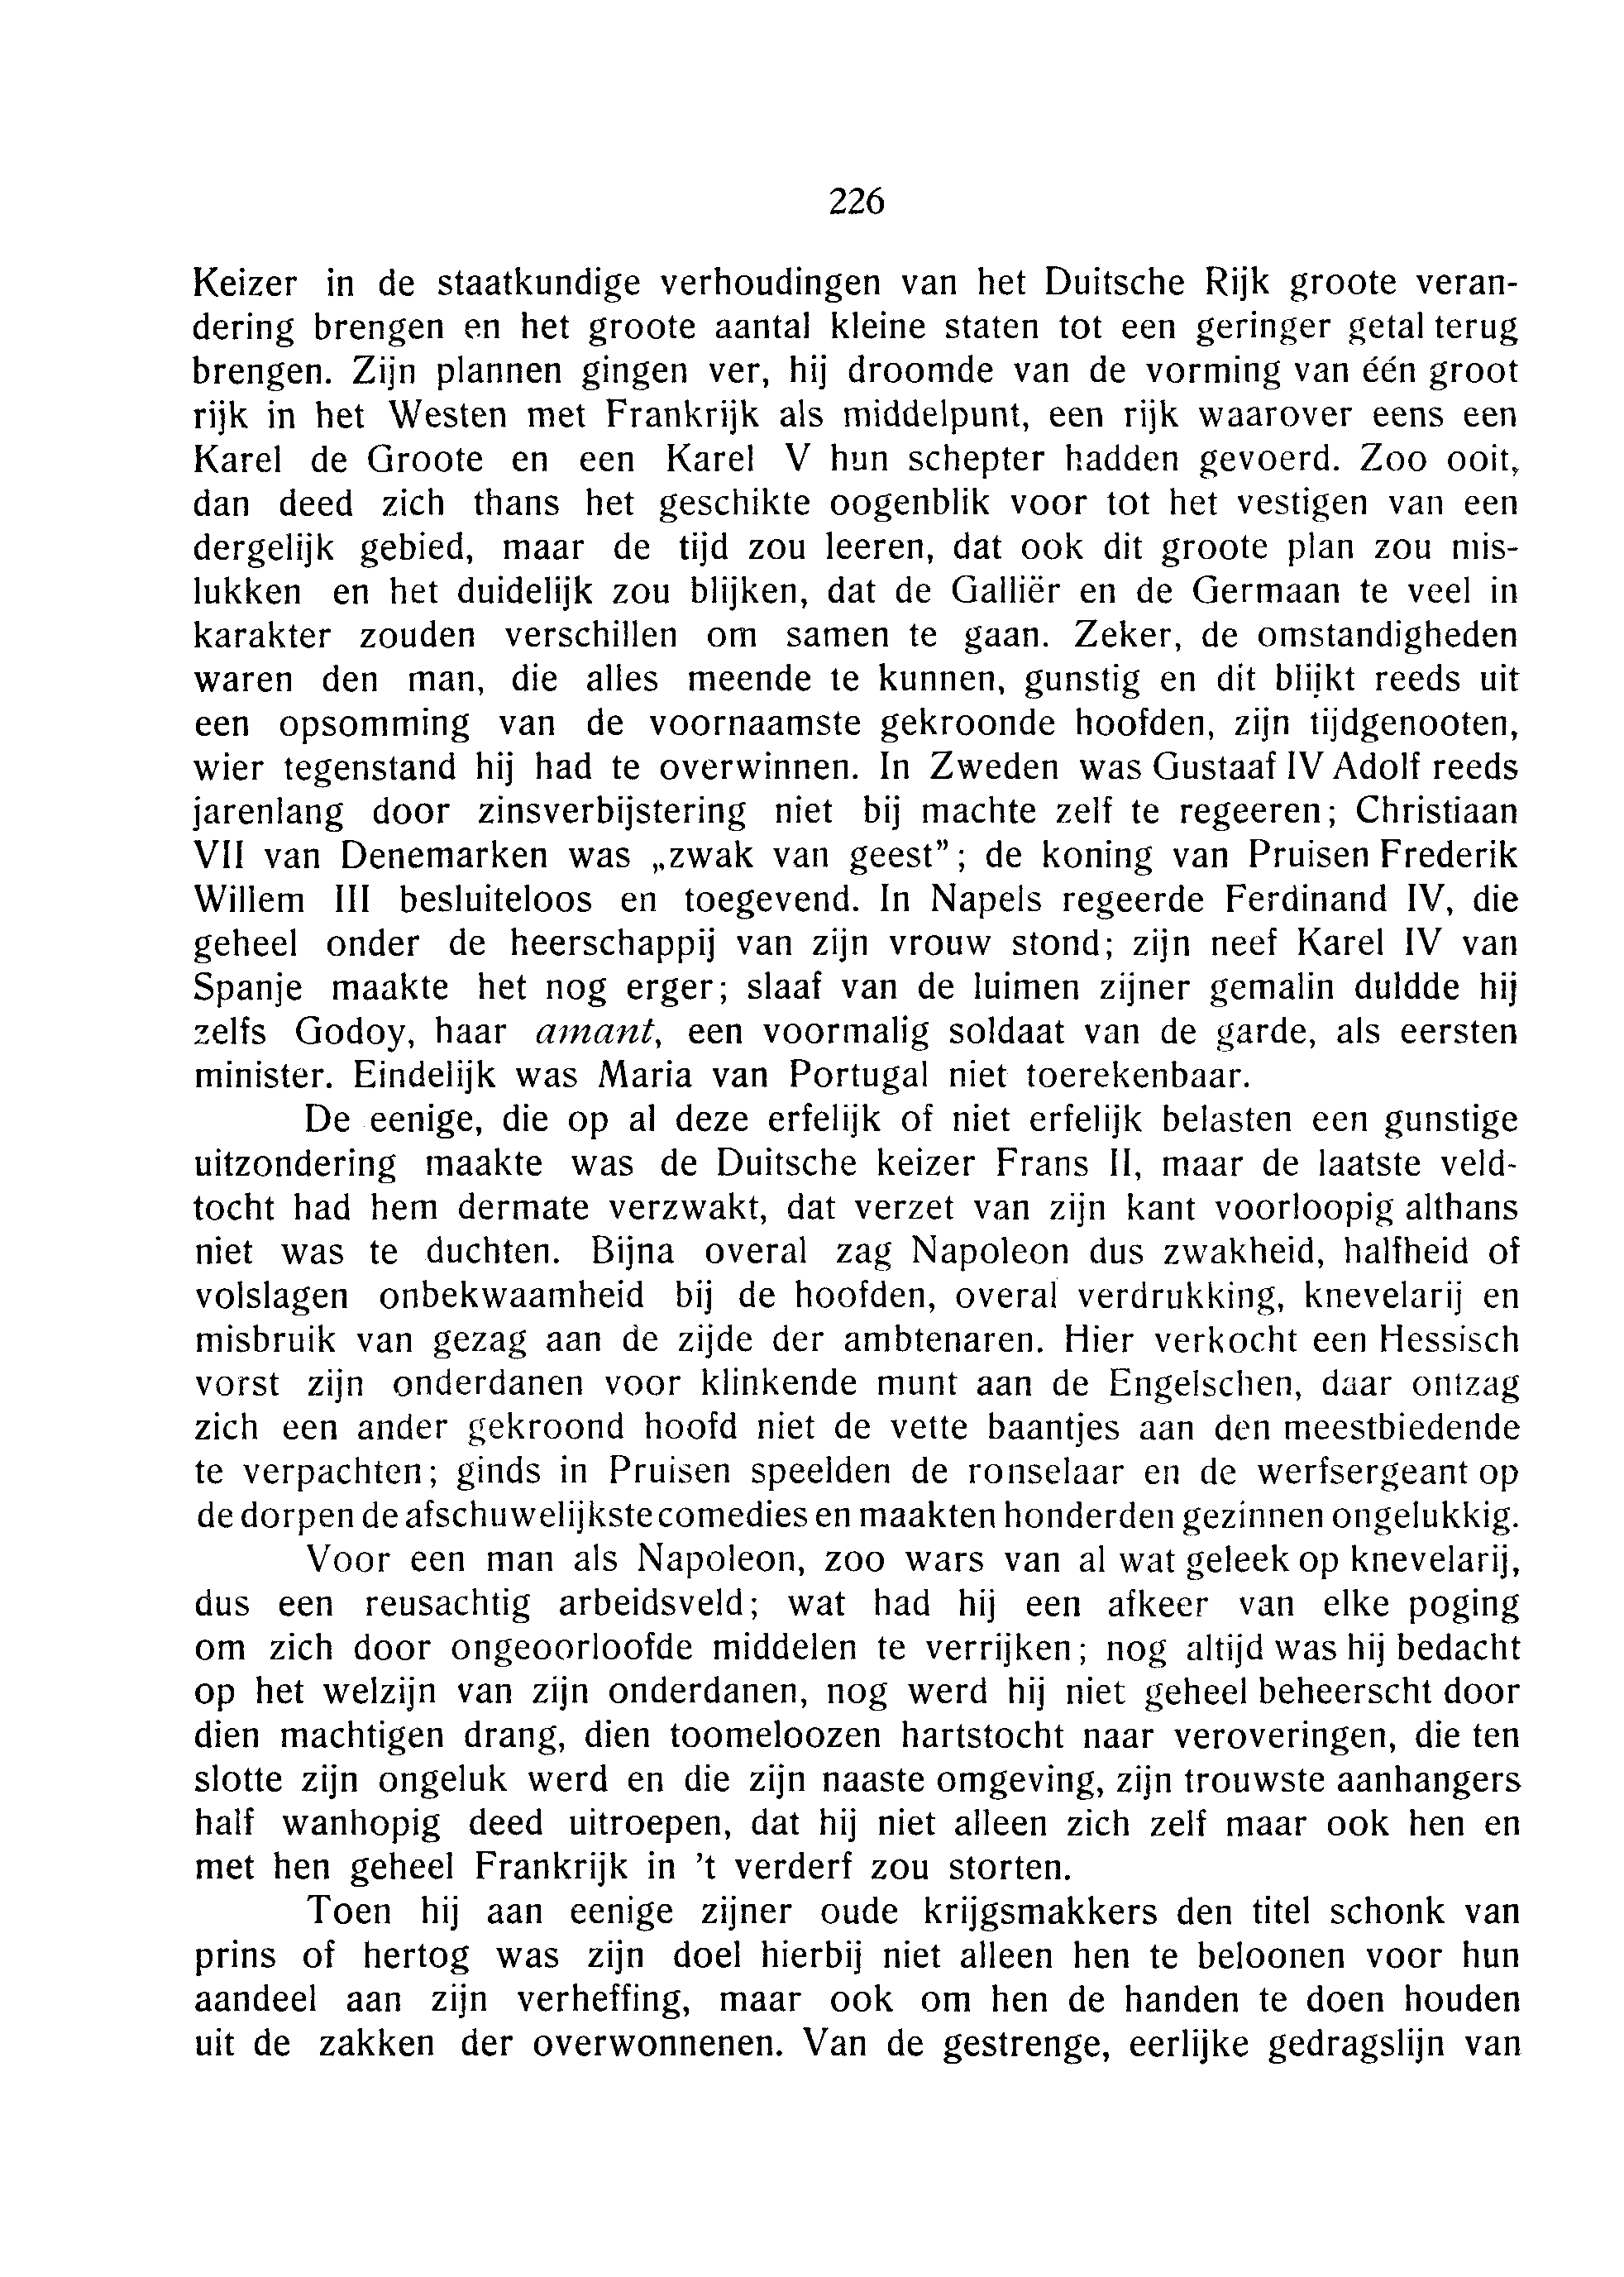 226
Keizer in de staatkundige verhoudingen van het Duitsche Rijk groote veran-
dering brengen en het groote aantal kleine staten tot een geringer getal terug
brengen. Zijn plannen gingen ver, hij droomde van de vorming van één groot
rijk in het Westen met Frankrijk als middelpunt, een rijk waarover eens een
Karel de Groote en een Karel V hun schepter hadden gevoerd. Zoo ooit,
dan deed zich thans het geschikte oogenblik voor tot het vestigen van een
dergelijk gebied, maar de tijd zou leeren, dat ook dit groote plan zou mis-
lukken en het duidelijk zou blijken, dat de Galliër en de Germaan te veel in
karakter zouden verschillen om samen te gaan. Zeker, de omstandigheden
waren den man, die alles meende te kunnen, gunstig en dit blijkt reeds uit
een opsomming van de voornaamste gekroonde hoofden, zijn tijdgenooten,
wier tegenstand hij had te overwinnen. In Zweden was Gustaaf IV Adolf reeds
jarenlang door zinsverbijstering niet bij machte zelf te regeeren; Christiaan
VII van Denemarken was „zwak van geest”; de koning van Pruisen Frederik
Willem III besluiteloos en toegevend. In Napels regeerde Ferdinand IV, die
geheel onder de heerschappij van zijn vrouw stond; zijn neef Karel IV van
Spanje maakte het nog erger; slaaf van de luimen zijner gemalin duldde hij
zelfs Godoy, haar amant, een voormalig soldaat van de garde, als eersten
minister. Eindelijk was Maria van Portugal niet toerekenbaar.
De eenige, die op al deze erfelijk of niet erfelijk belasten een gunstige
uitzondering maakte was de Duitsche keizer Frans II, maar de laatste veld-
tocht had hem dermate verzwakt, dat verzet van zijn kant voorloopig althans
niet was te duchten. Bijna overal zag Napoleon dus zwakheid, halfheid of
volslagen onbekwaamheid bij de hoofden, overal verdrukking, knevelarij en
misbruik van gezag aan de zijde der ambtenaren. Hier verkocht een Hessisch
vorst zijn onderdanen voor klinkende munt aan de Engelschen, daar ontzag
zich een ander gekroond hoofd niet de vette baantjes aan den meestbiedende
te verpachten; ginds in Pruisen speelden de ronselaar en de werfsergeant op
de dorpen de afschuwelijkste comedies en maakten honderden gezinnen ongelukkig.
Voor een man als Napoleon, zoo wars van al wat geleek op knevelarij,
dus een reusachtig arbeidsveld; wat had hij een afkeer van elke poging
om zich door ongeoorloofde middelen te verrijken; nog altijd was hij bedacht
op het welzijn van zijn onderdanen, nog werd hij niet geheel beheerscht door
dien machtigen drang, dien toomeloozen hartstocht naar veroveringen, die ten
slotte zijn ongeluk werd en die zijn naaste omgeving, zijn trouwste aanhangers
half wanhopig deed uitroepen, dat hij niet alleen zich zelf maar ook hen en
met hen geheel Frankrijk in ’t verderf zou storten.
Toen hij aan eenige zijner oude krijgsmakkers den titel schonk van
prins of hertog was zijn doel hierbij niet alleen hen te beloonen voor hun
aandeel aan zijn verheffing, maar ook om hen de handen te doen houden
uit de zakken der overwonnenen. Van de gestrenge, eerlijke gedragslijn van